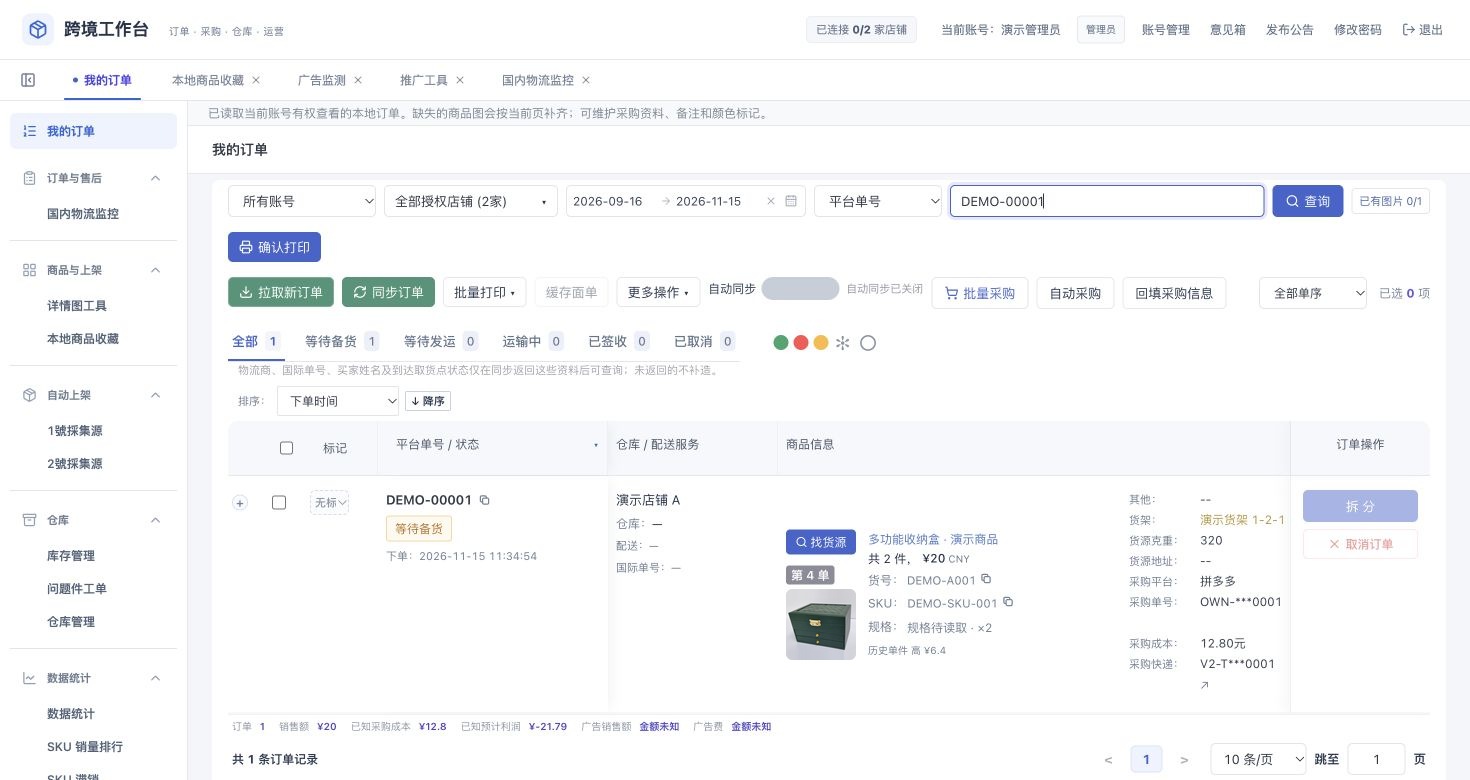 跨境工作台
订单 · 采购 · 仓库 · 运营
已连接 0/2 家店铺
当前账号：演示管理员
管理员
账号管理
意见箱
发布公告
修改密码
退出
我的订单
本地商品收藏 ×
广告监测 ×
推广工具 ×
国内物流监控 ×
我的订单
订单与售后
国内物流监控
商品与上架
详情图工具
本地商品收藏
自动上架
1號採集源
2號採集源
仓库
库存管理
问题件工单
仓库管理
数据统计
数据统计
SKU 销量排行
SKU 滞销
已读取当前账号有权查看的本地订单。缺失的商品图会按当前页补齐；可维护采购资料、备注和颜色标记。
我的订单
所有账号
全部授权店铺 (2家)
2026-09-16 → 2026-11-15 ×
平台单号
DEMO-00001
查询
已有图片 0/1
确认打印
拉取新订单
同步订单
批量打印
缓存面单
更多操作
自动同步
自动同步已关闭
批量采购
自动采购
回填采购信息
全部单序
已选 0 项
全部 1
等待备货 1
等待发运 0
运输中 0
已签收 0
已取消 0
物流商、国际单号、买家姓名及到达取货点状态仅在同步返回这些资料后可查询；未返回的不补造。
排序：
下单时间
↓ 降序
标记
平台单号 / 状态
仓库 / 配送服务
商品信息
订单操作
+
无标
DEMO-00001
等待备货
下单：2026-11-15 11:34:54
演示店铺 A
仓库：—
配送：—
国际单号：—
找货源
第 4 单
多功能收纳盒 · 演示商品
共 2 件， ¥20 CNY
货号： DEMO-A001
SKU： DEMO-SKU-001
规格： 规格待读取 · ×2
历史单件 高 ¥6.4
其他： --
货架： 演示货架 1-2-1
货源克重： 320
货源地址： --
采购平台： 拼多多
采购单号： OWN-***0001
采购成本： 12.80元
采购快递： V2-T***0001
↗
拆 分
× 取消订单
订单 1 销售额 ¥20 已知采购成本 ¥12.8 已知预计利润 ¥-21.79 广告销售额 金额未知 广告费 金额未知
共 1 条订单记录
< 1 >
10 条/页
跳至 1 页